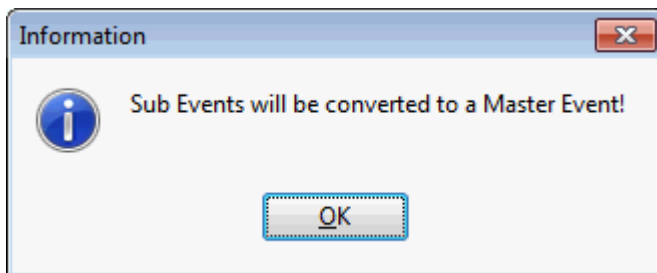 Information
Sub Events will be converted to a Master Event!
OK